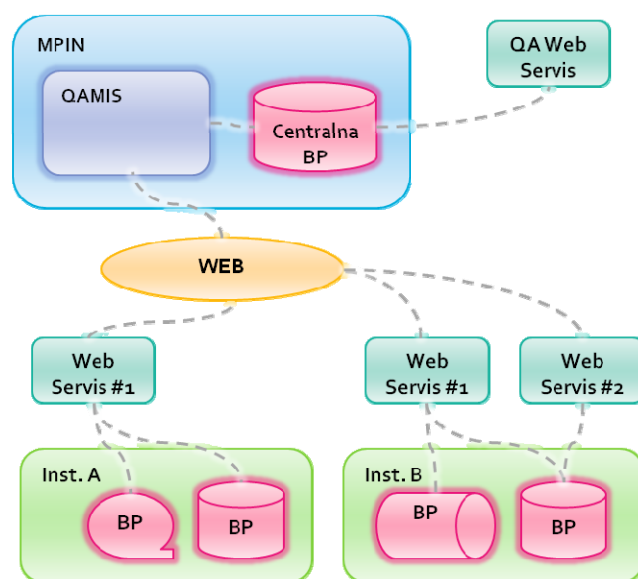 MPIN
QAMIS
Centralna
BP
QA Web
Servis
WEB
Web
Servis #1
Web
Servis #1
Web
Servis #2
Inst. A
BP
BP
Inst. B
BP
BP